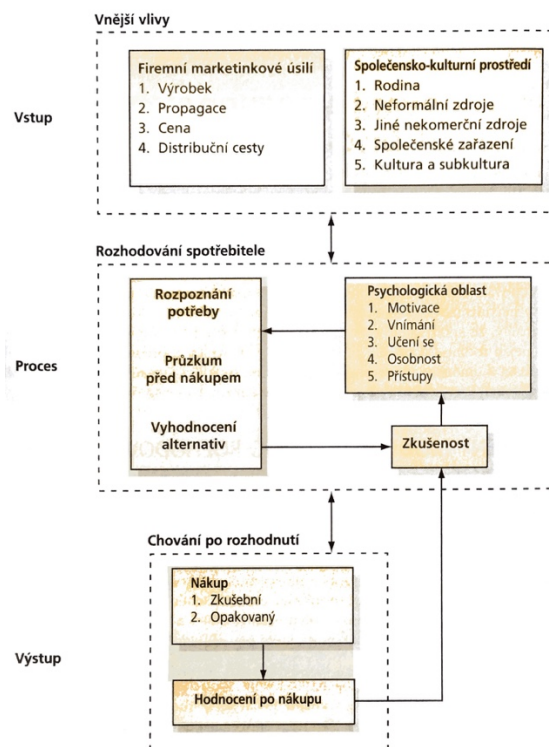 Vnější vlivy
Vstup
Firemní marketinkové úsilí
1. Výrobek
2. Propagace
3. Cena
4. Distribuční cesty
Společensko-kulturní prostředí
1. Rodina
2. Neformální zdroje
3. Jiné nekomerční zdroje
4. Společenské zařazení
5. Kultura a subkultura
Rozhodování spotřebitele
Proces
Rozpoznání
potřeby
Průzkum
před nákupem
Vyhodnocení
alternativ
Psychologická oblast
1. Motivace
2. Vnímání
3. Učení se
4. Osobnost
5. Přístupy
Zkušenost
Chování po rozhodnutí
Výstup
Nákup
1. Zkušební
2. Opakovaný
Hodnocení po nákupu